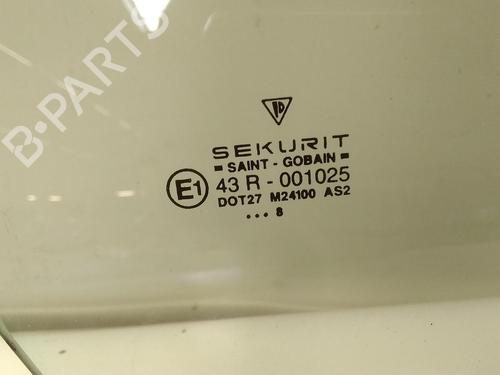 B-PARTS
SEKURIT
SAINT - GOBAIN
E1 43 R - 001025
DOT27 M24100 AS2
... 8